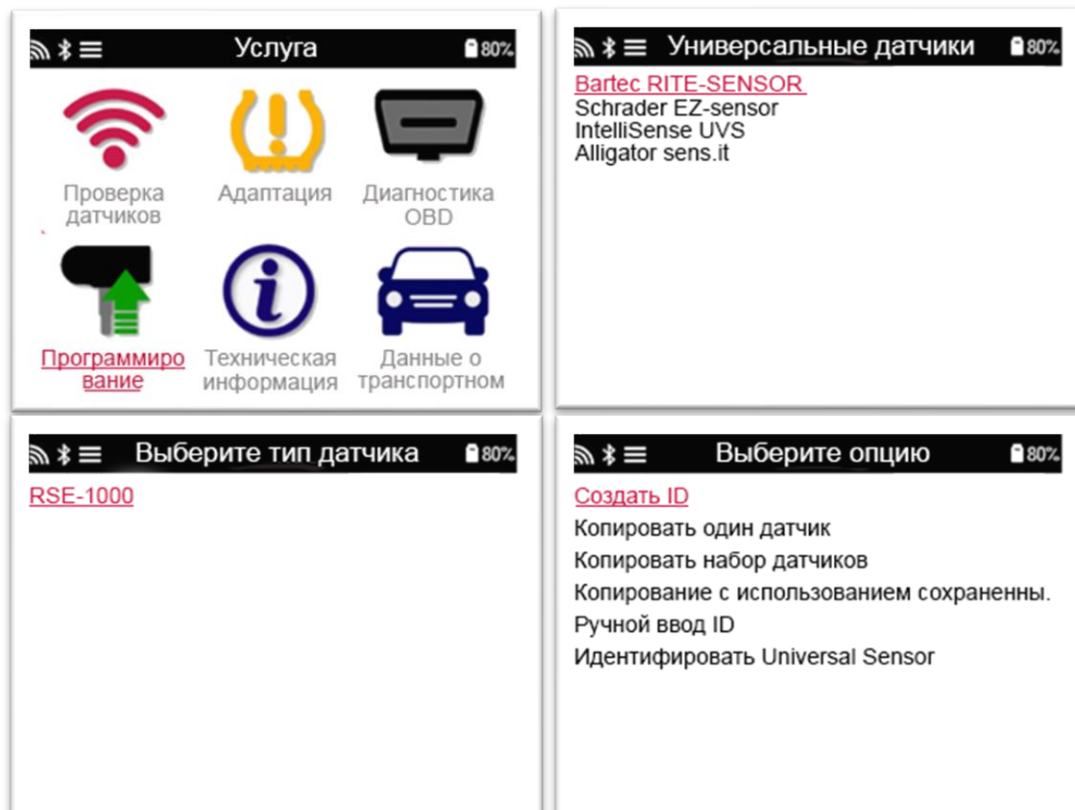 Услуга
80%
Проверка
датчиков
Адаптация
Диагностика
OBD
Программиро
вание
Техническая
информация
Данные о
транспортном
Универсальные датчики
80%
Bartec RITE-SENSOR
Schrader EZ-sensor
IntelliSense UVS
Alligator sens.it
Выберите тип датчика
80%
RSE-1000
Выберите опцию
80%
Создать ID
Копировать один датчик
Копировать набор датчиков
Копирование с использованием сохраненны.
Ручной ввод ID
Идентифировать Universal Sensor